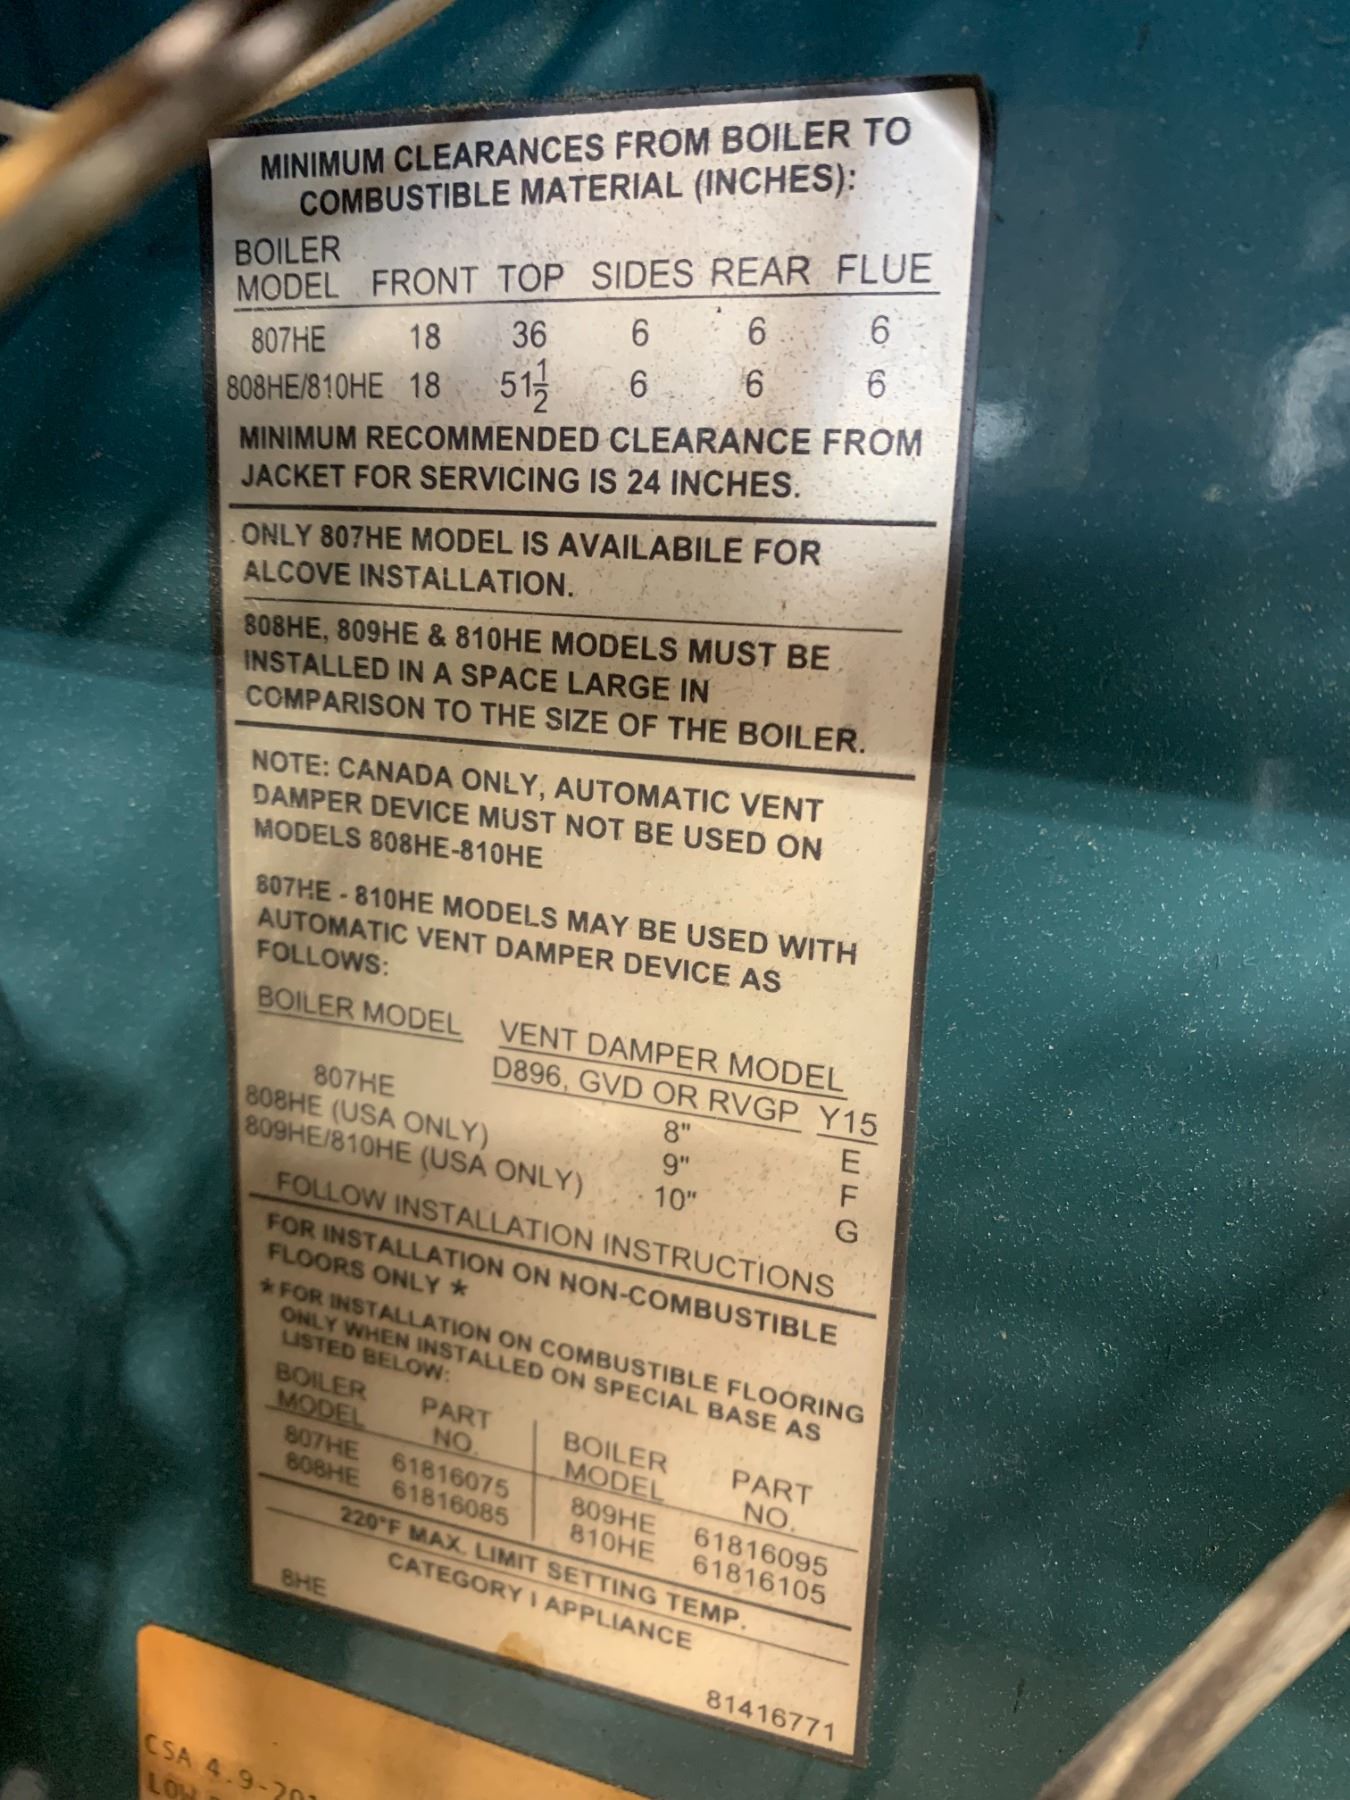 MINIMUM CLEARANCES FROM BOILER TO
COMBUSTIBLE MATERIAL (INCHES):
BOILER
MODEL FRONT TOP SIDES REAR FLUE
807HE 18 36 6 6 6
808HE/810HE 18 51 1/2 6 6 6
MINIMUM RECOMMENDED CLEARANCE FROM
JACKET FOR SERVICING IS 24 INCHES.
ONLY 807HE MODEL IS AVAILABILE FOR
ALCOVE INSTALLATION.
808HE, 809HE & 810HE MODELS MUST BE
INSTALLED IN A SPACE LARGE IN
COMPARISON TO THE SIZE OF THE BOILER.
NOTE: CANADA ONLY, AUTOMATIC VENT
DAMPER DEVICE MUST NOT BE USED ON
MODELS 808HE-810HE
807HE - 810HE MODELS MAY BE USED WITH
AUTOMATIC VENT DAMPER DEVICE AS
FOLLOWS:
BOILER MODEL VENT DAMPER MODEL
D896, GVD OR RVGP Y15
807HE 8" E
808HE (USA ONLY) 9" F
809HE/810HE (USA ONLY) 10" G
FOLLOW INSTALLATION INSTRUCTIONS
FOR INSTALLATION ON NON-COMBUSTIBLE
FLOORS ONLY *
* FOR INSTALLATION ON COMBUSTIBLE FLOORING
ONLY WHEN INSTALLED ON SPECIAL BASE AS
LISTED BELOW:
BOILER PART BOILER PART
MODEL NO. MODEL NO.
807HE 61816075 809HE 61816095
808HE 61816085 810HE 61816105
220°F MAX. LIMIT SETTING TEMP.
CATEGORY I APPLIANCE
8HE
81416771
CSA 4.9-20
LOW